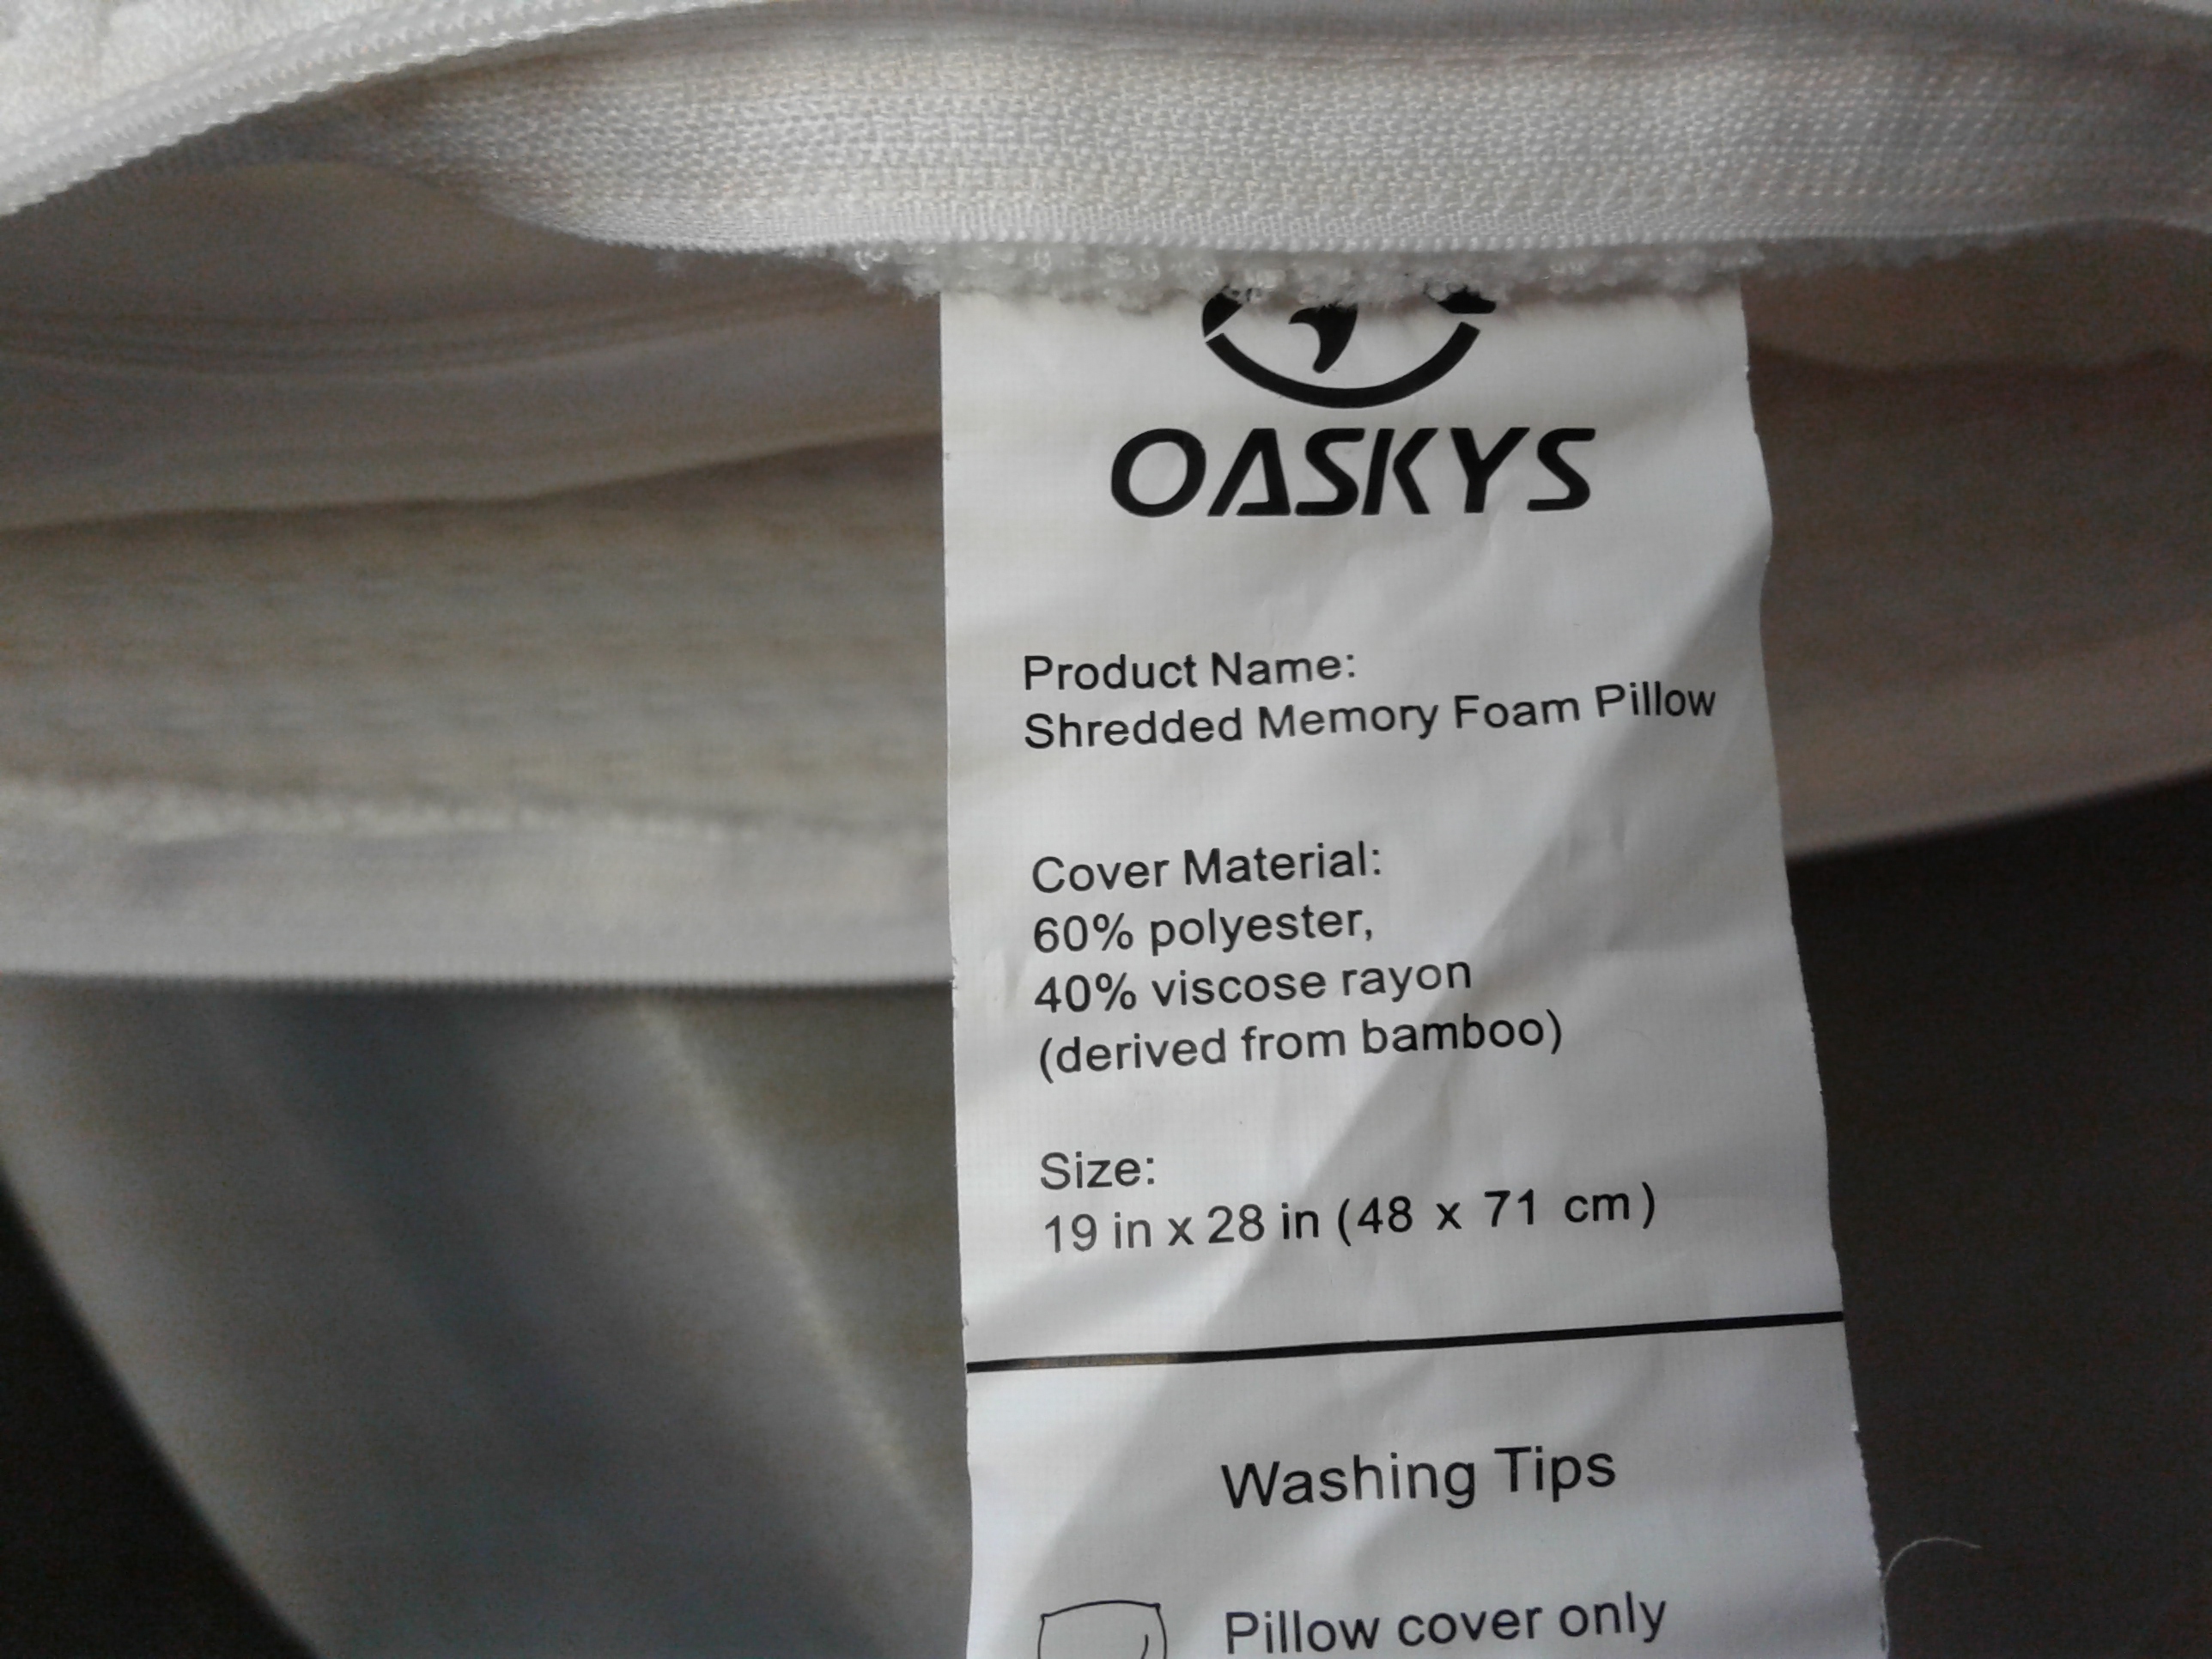 OASKYS
Product Name:
Shredded Memory Foam Pillow
Cover Material:
60% polyester,
40% viscose rayon
(derived from bamboo)
Size:
19 in x 28 in (48 x 71 cm)
Washing Tips
Pillow cover only